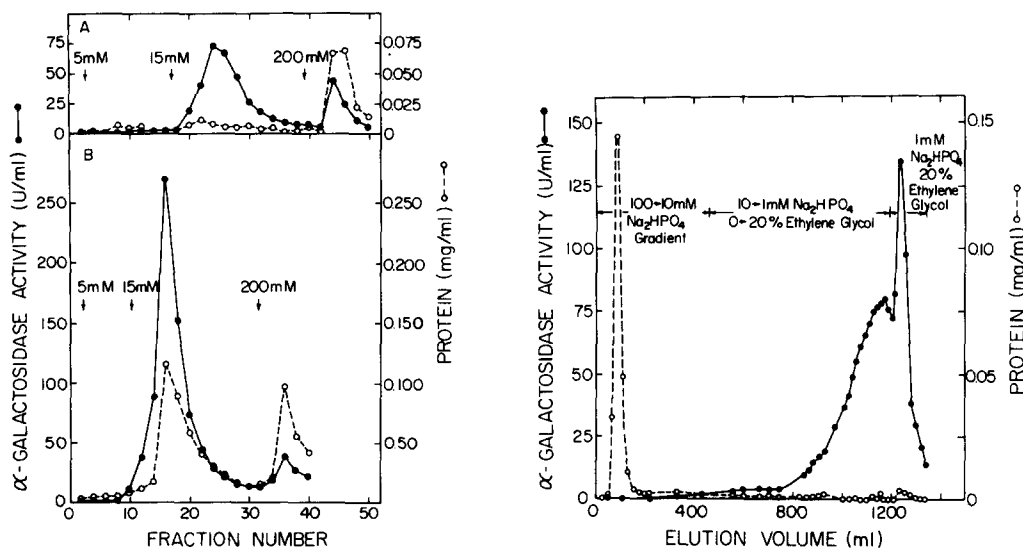 A
75
50
25
0
5mM
15mM
200mM
0.075
0.050
0.025
0
B
250
200
150
100
50
0
5mM
15mM
200mM
0.250
0.200
0.150
0.100
0.50
0
10
20
30
40
50
FRACTION NUMBER
α-GALACTOSIDASE ACTIVITY (U/ml)
PROTEIN (mg/ml)
150
125
100
75
50
25
0
100→10mM
Na₂HPO₄
Gradient
10→1mM Na₂HPO₄
0→20% Ethylene Glycol
1mM
Na₂HPO₄
20%
Ethylene
Glycol
0.15
0.10
0.05
0
0
400
800
1200
ELUTION VOLUME (ml)
α-GALACTOSIDASE ACTIVITY (U/ml)
PROTEIN (mg/ml)